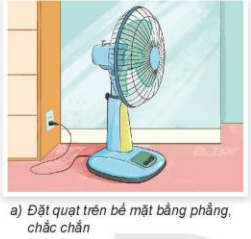 a) Đặt quạt trên bề mặt bằng phẳng,
chắc chắn